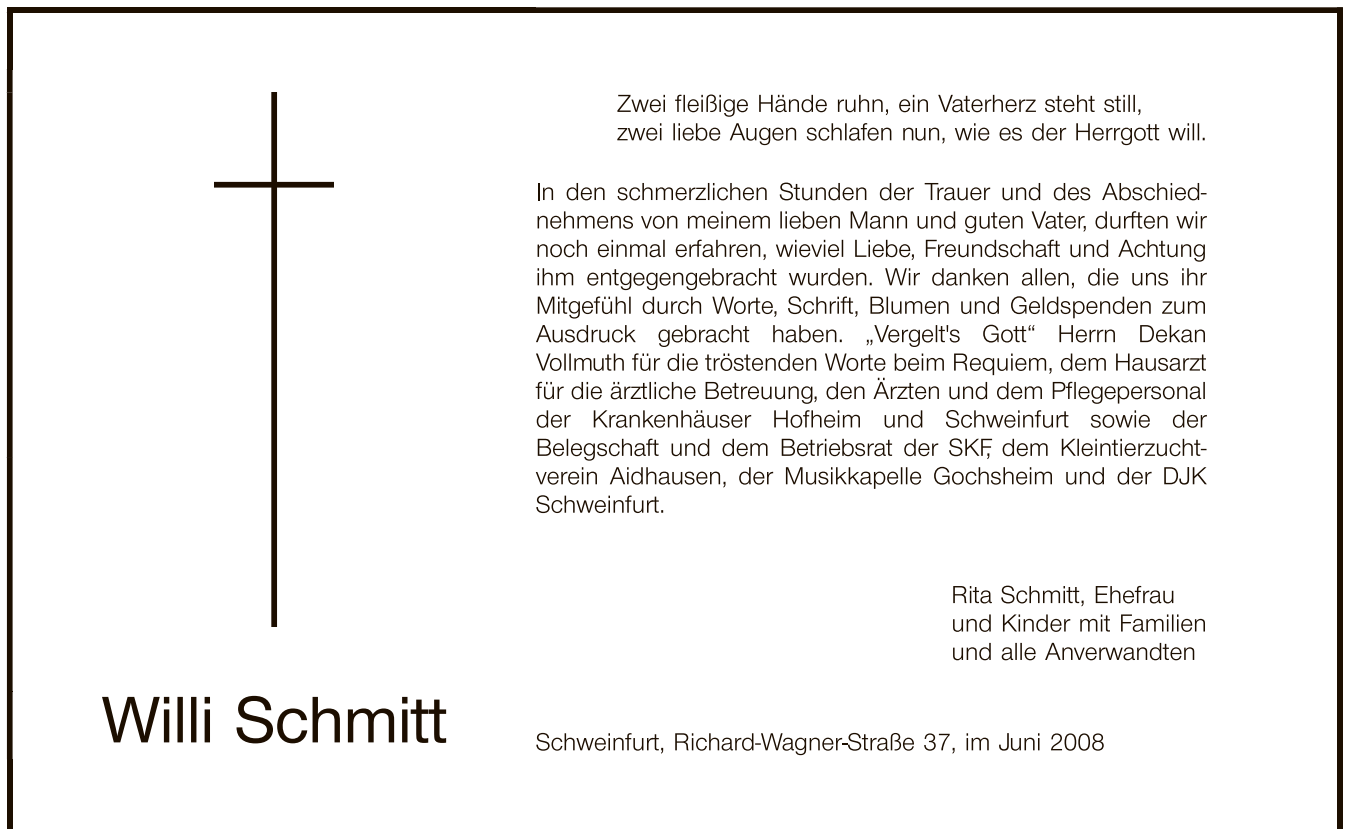 Zwei fleißige Hände ruhn, ein Vaterherz steht still,
zwei liebe Augen schlafen nun, wie es der Herrgott will.
In den schmerzlichen Stunden der Trauer und des Abschied-
nehmens von meinem lieben Mann und guten Vater, durften wir
noch einmal erfahren, wieviel Liebe, Freundschaft und Achtung
ihm entgegengebracht wurden. Wir danken allen, die uns ihr
Mitgefühl durch Worte, Schrift, Blumen und Geldspenden zum
Ausdruck gebracht haben. „Vergelt's Gott“ Herrn Dekan
Vollmuth für die tröstenden Worte beim Requiem, dem Hausarzt
für die ärztliche Betreuung, den Ärzten und dem Pflegepersonal
der Krankenhäuser Hofheim und Schweinfurt sowie der
Belegschaft und dem Betriebsrat der SKF, dem Kleintierzucht-
verein Aidhausen, der Musikkapelle Gochsheim und der DJK
Schweinfurt.
Rita Schmitt, Ehefrau
und Kinder mit Familien
und alle Anverwandten
Willi Schmitt
Schweinfurt, Richard-Wagner-Straße 37, im Juni 2008